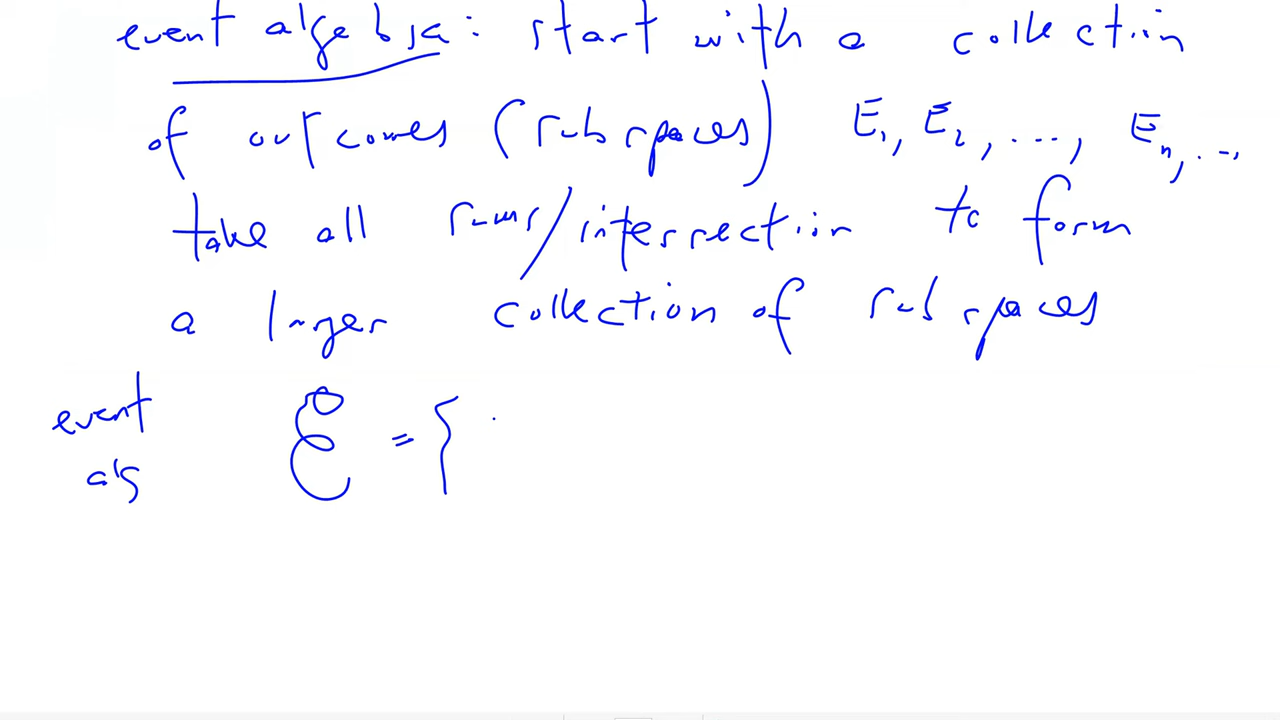 event algebra: start with a collection
of outcomes (subspaces) E₁, E₂, ..., Eₙ, ...
take all sums/intersection to form
a larger collection of subspaces
event
alg ℰ = {